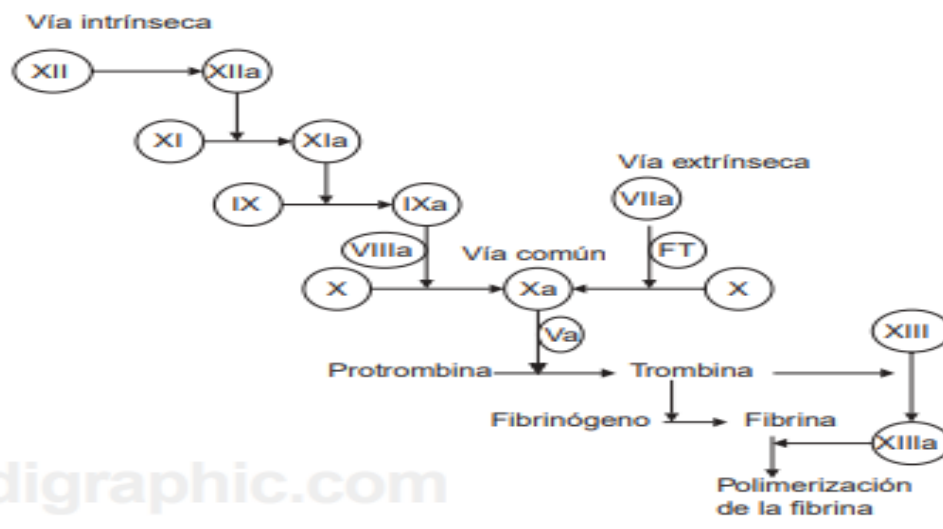 Vía intrínseca
XII
XIIa
XI
XIa
Vía extrínseca
IX
IXa
VIIa
VIIIa
Vía común
FT
X
Xa
X
Va
XIII
Protrombina
Trombina
Fibrinógeno
Fibrina
XIIIa
digraphic.com
Polimerización
de la fibrina